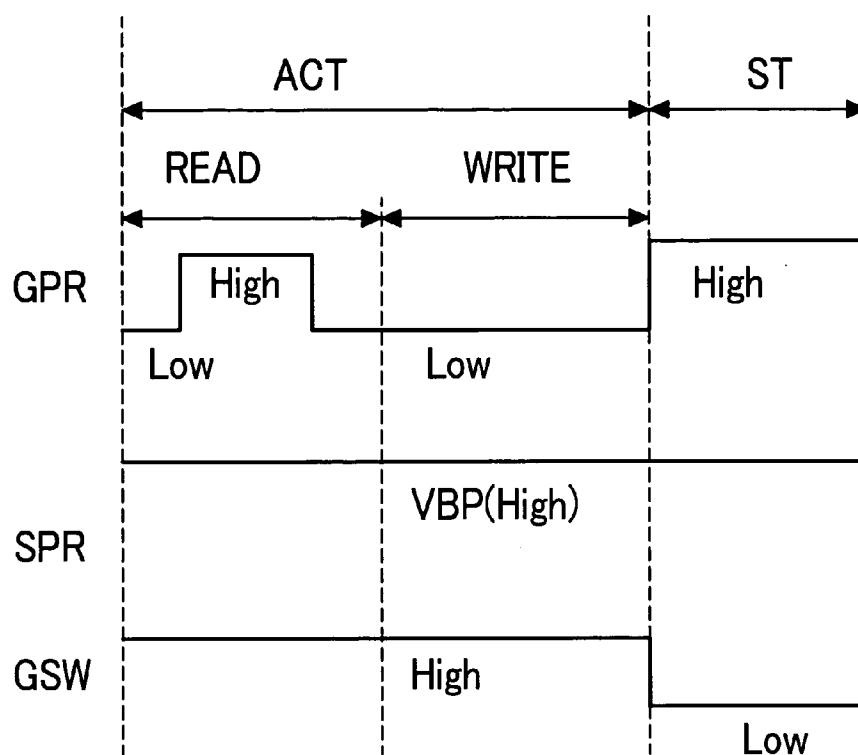 ACT ST
READ WRITE
GPR High High
Low Low
VBP(High)
SPR
GSW High
Low